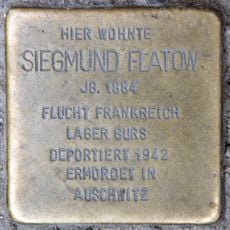 HIER WOHNTE
SIEGMUND FLATOW
JG. 1884
FLUCHT FRANKREICH
LAGER GURS
DEPORTIERT 1942
ERMORDET IN
AUSCHWITZ